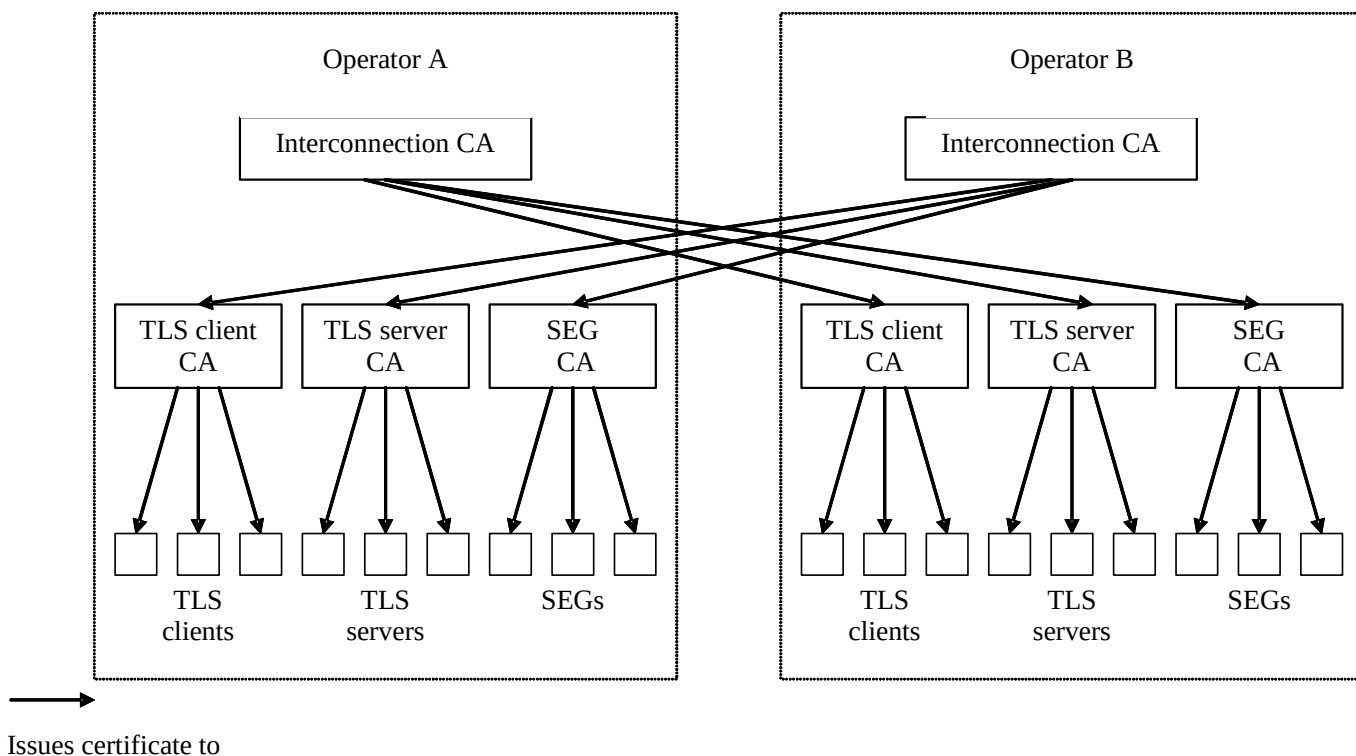 Operator A
Operator B
Interconnection CA
Interconnection CA
TLS client
CA
TLS server
CA
SEG
CA
TLS client
CA
TLS server
CA
SEG
CA
TLS
clients
TLS
servers
SEGs
TLS
clients
TLS
servers
SEGs
Issues certificate to